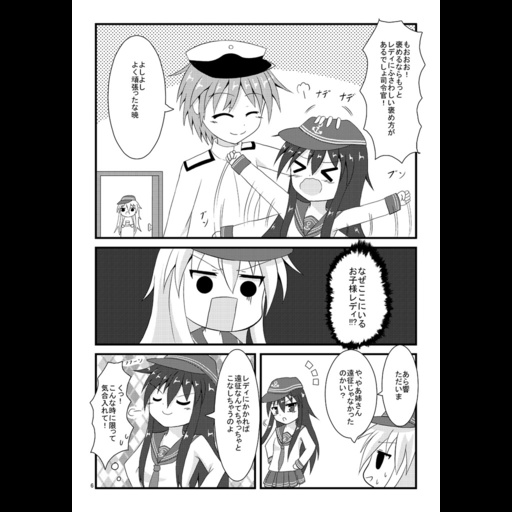 もおおお！
褒めるならもっと
レディにふさわしい褒め方が
あるでしょ司令官！
ナデ
ナデ
よしよし
よく頑張ったな暁
ブン
ブン
なぜここにいる
お子様レディ!!?
あら響
ただいま
や、やあ姉さん
遠征じゃなかった
のかい？
レディにかかれば
遠征なんてちゃっちゃと
こなしちゃうのよ
くっ！
こんな時に限って
気合入れて！
6